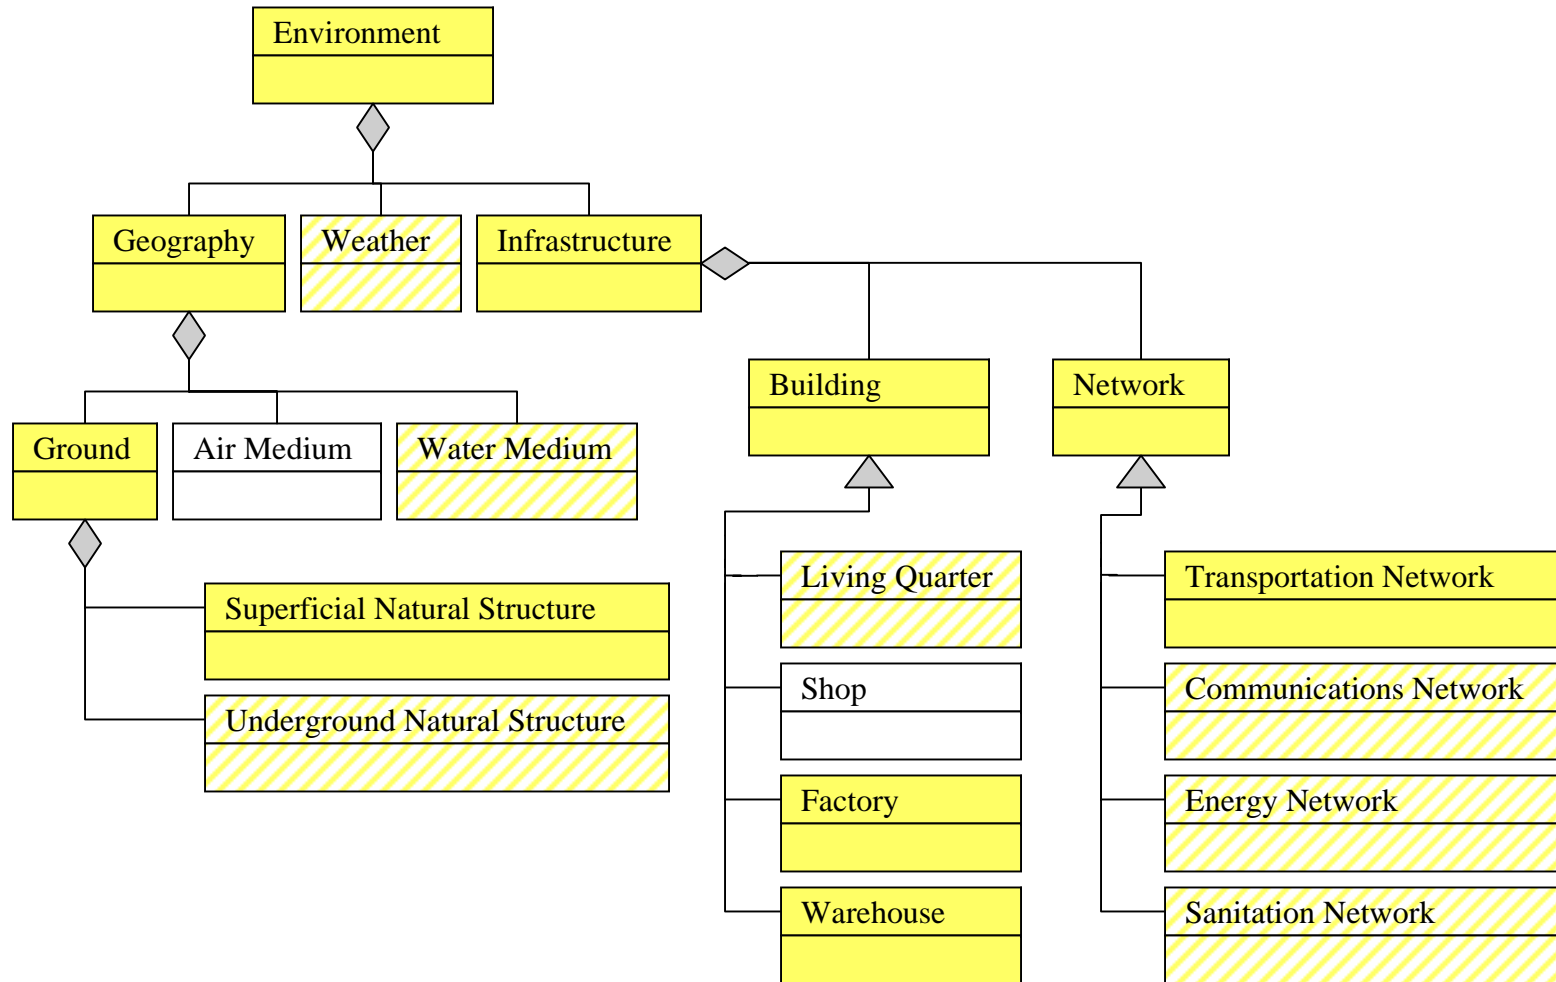 Environment
Geography
Weather
Infrastructure
Building
Network
Ground
Air Medium
Water Medium
Living Quarter
Transportation Network
Superficial Natural Structure
Shop
Communications Network
Underground Natural Structure
Factory
Energy Network
Warehouse
Sanitation Network